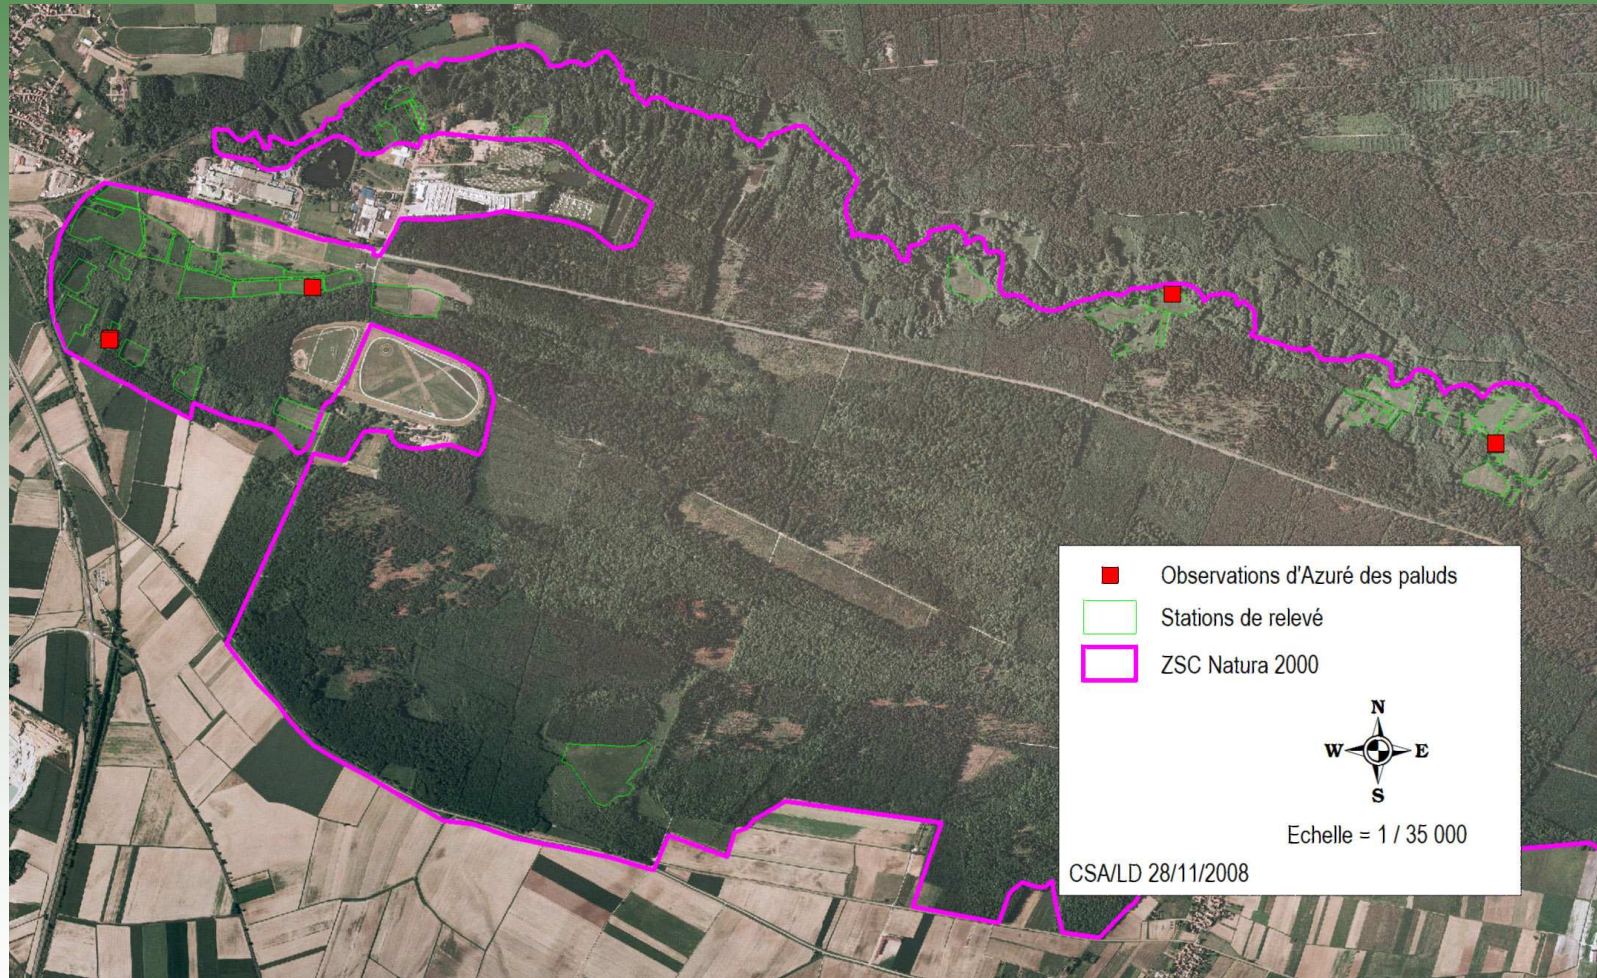 Observations d'Azuré des paluds
Stations de relevé
ZSC Natura 2000
N
W E
S
Echelle = 1 / 35 000
CSA/LD 28/11/2008